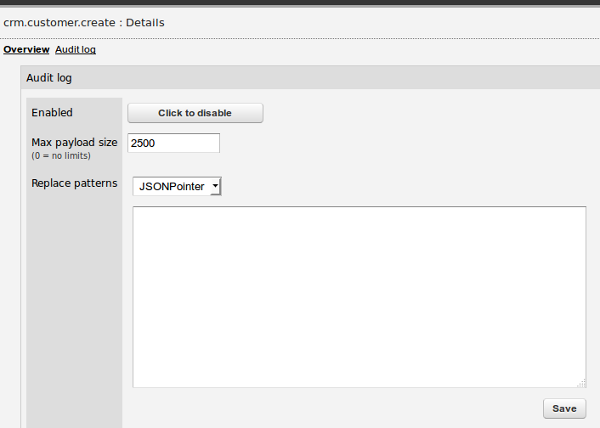 crm.customer.create : Details
Overview Audit log
Audit log
Enabled Click to disable
Max payload size 2500
(0 = no limits)
Replace patterns JSONPointer
Save